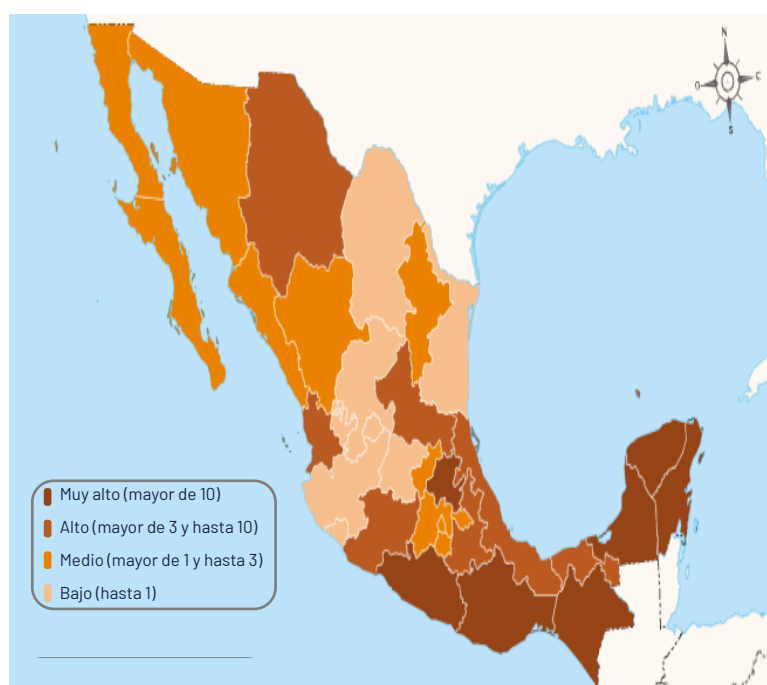 N
O
E
S
Muy alto (mayor de 10)
Alto (mayor de 3 y hasta 10)
Medio (mayor de 1 y hasta 3)
Bajo (hasta 1)